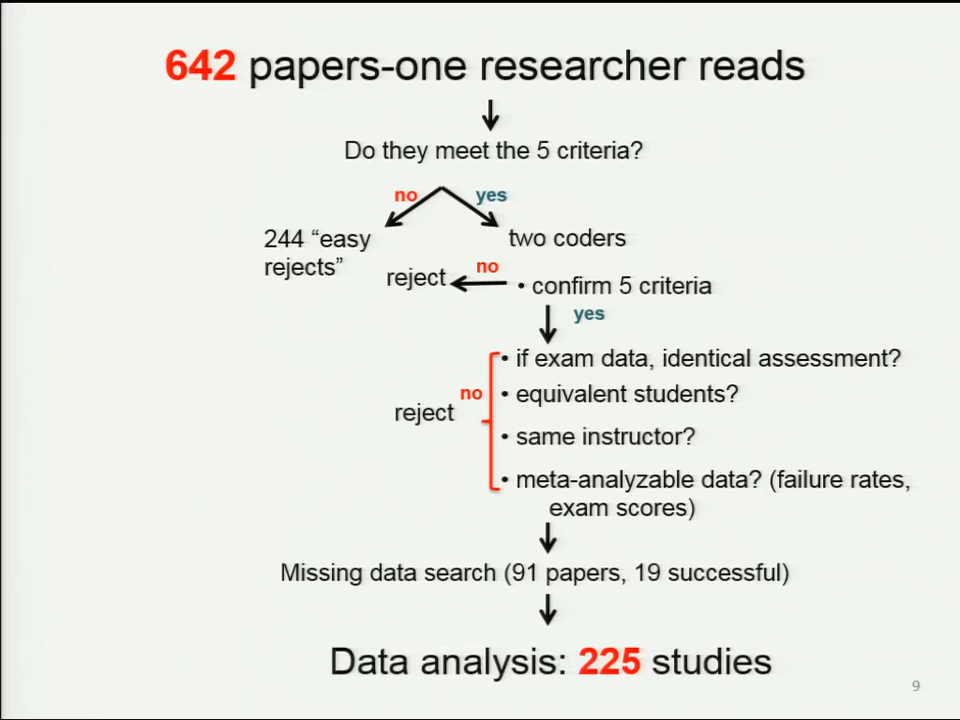 642 papers-one researcher reads
Do they meet the 5 criteria?
no
yes
244 “easy
rejects”
two coders
reject
no
• confirm 5 criteria
yes
• if exam data, identical assessment?
no
• equivalent students?
reject
• same instructor?
• meta-analyzable data? (failure rates,
exam scores)
Missing data search (91 papers, 19 successful)
Data analysis: 225 studies
9